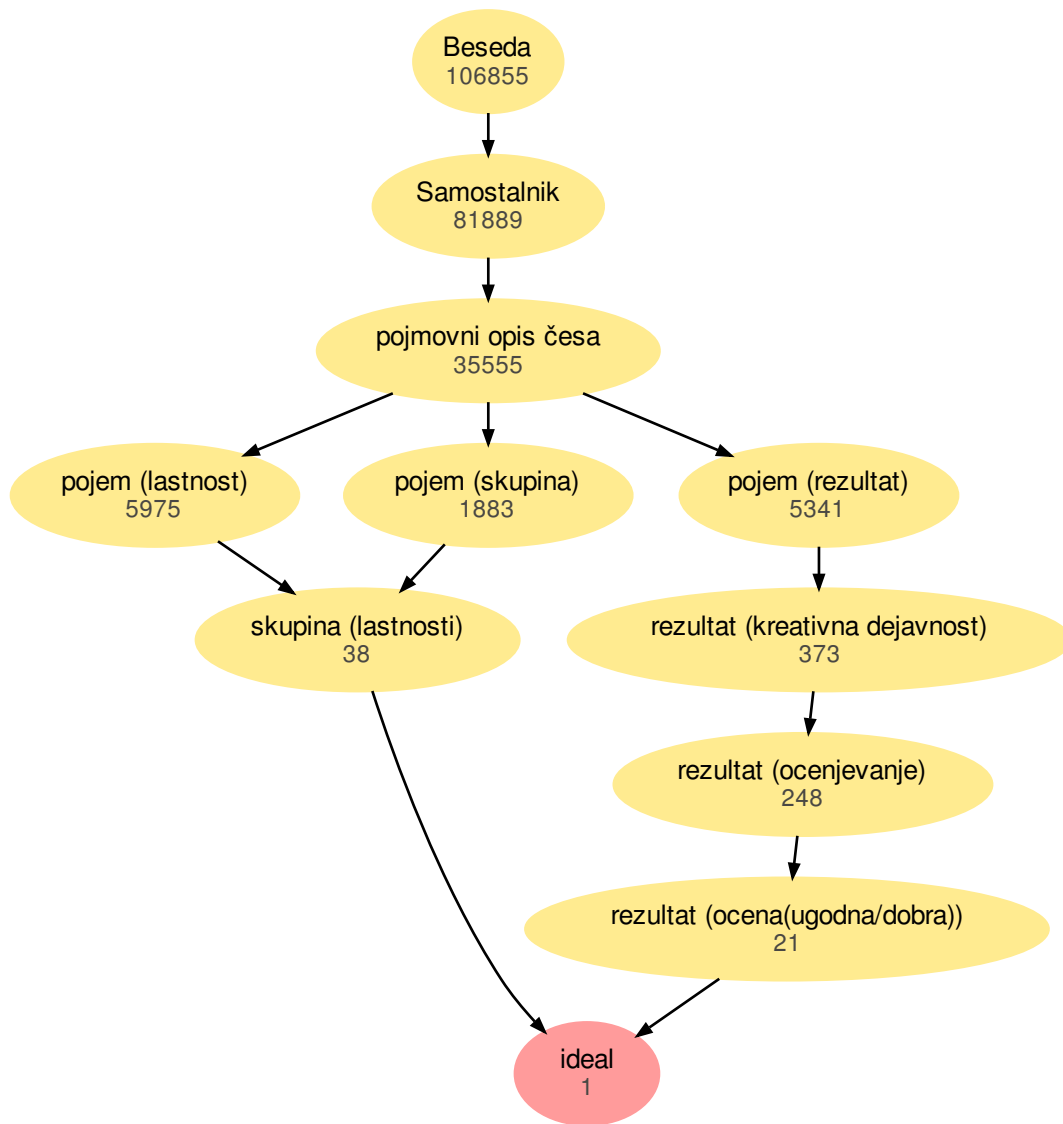 Beseda
106855
Samostalnik
81889
pojmovni opis česa
35555
pojem (lastnost)
5975
pojem (skupina)
1883
pojem (rezultat)
5341
skupina (lastnosti)
38
rezultat (kreativna dejavnost)
373
rezultat (ocenjevanje)
248
rezultat (ocena(ugodna/dobra))
21
ideal
1